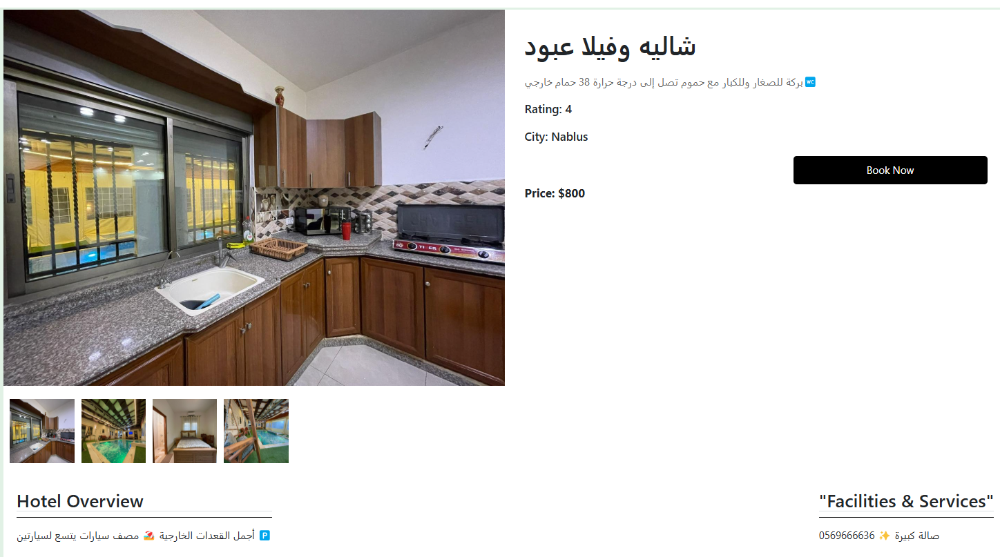 شاليه وفيلا عبود
🚾بركة للصغار وللكبار مع حموم تصل إلى درجة حرارة 38 حمام خارجي
Rating: 4
City: Nablus
Book Now
Price: $800
TIGER
Hotel Overview
🅿️ أجمل القعدات الخارجية 🏖️ مصف سيارات يتسع لسيارتين
"Facilities & Services"
صالة كبيرة ✨ 0569666636